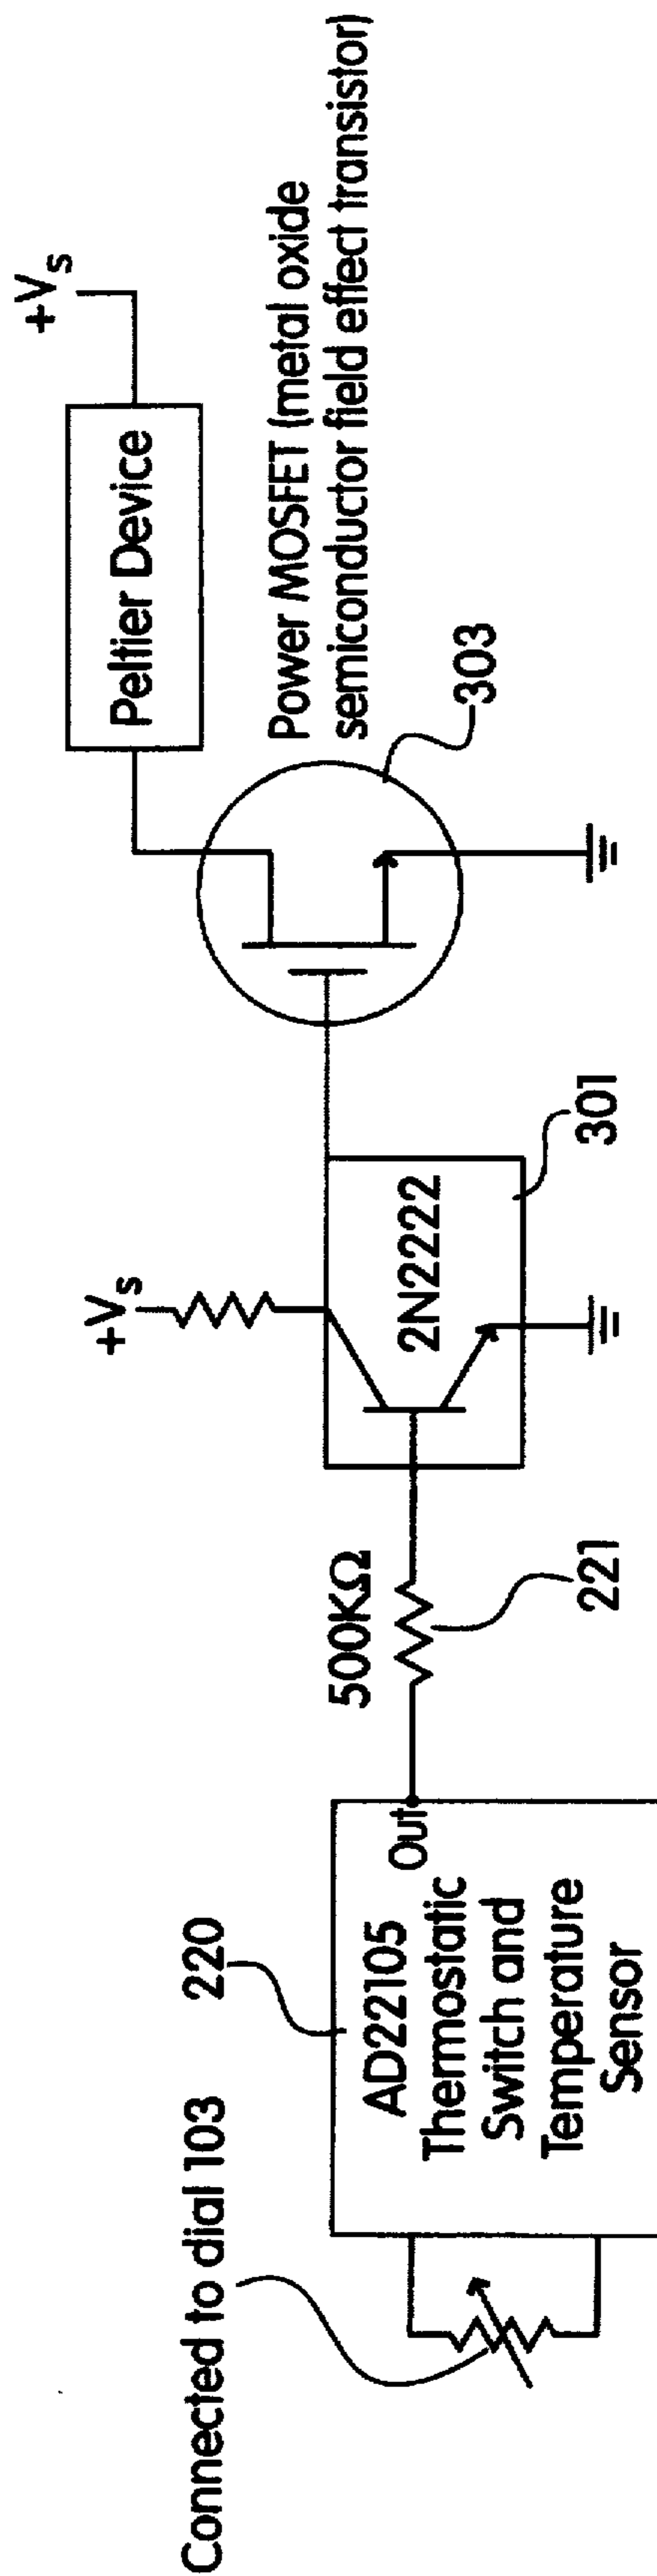 Connected to dial 103
220
AD22105
Thermostatic
Switch and
Temperature
Sensor
Out
500KΩ
221
+Vs
2N2222
301
+Vs
Peltier Device
Power MOSFET (metal oxide
semiconductor field effect transistor)
303